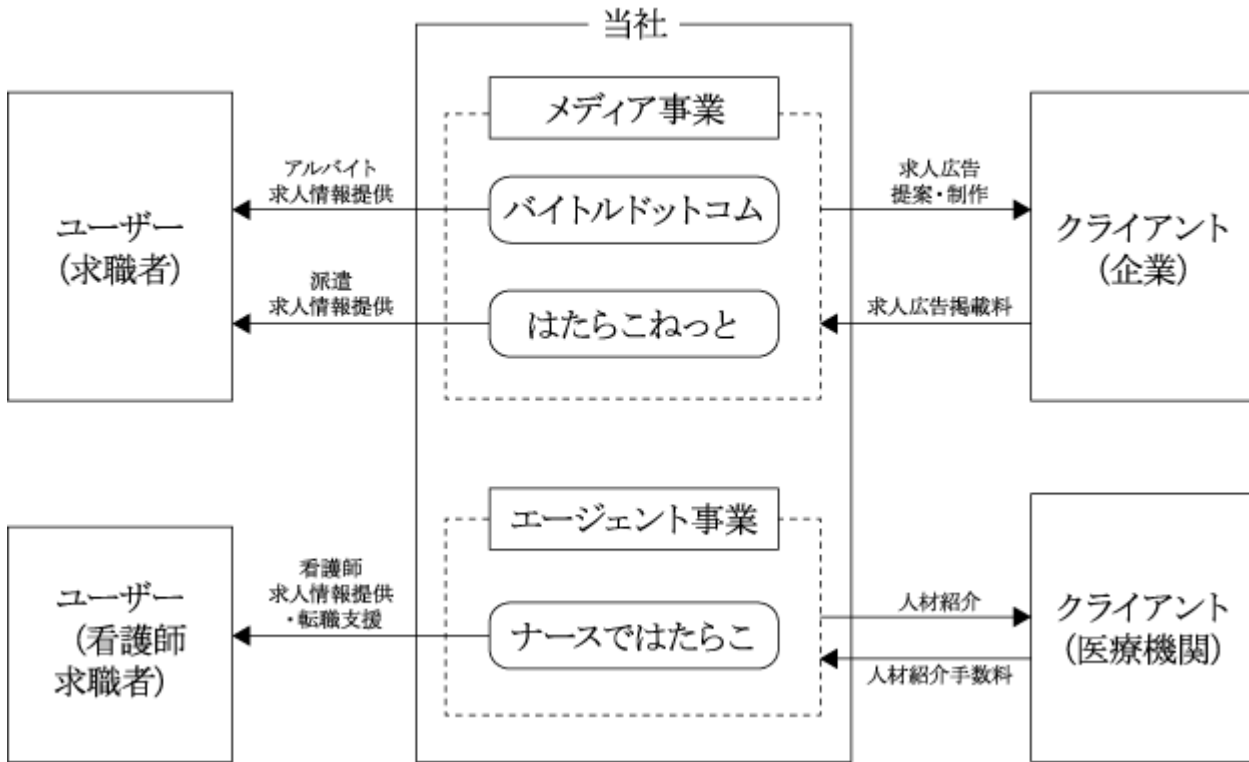 当社
メディア事業
アルバイト
求人情報提供
バイトルドットコム
求人広告
提案・制作
ユーザー
(求職者)
クライアント
(企業)
派遣
求人情報提供
はたらこねっと
求人広告掲載料
エージェント事業
看護師
求人情報提供
・転職支援
ナースではたらこ
人材紹介
人材紹介手数料
ユーザー
(看護師
求職者)
クライアント
(医療機関)